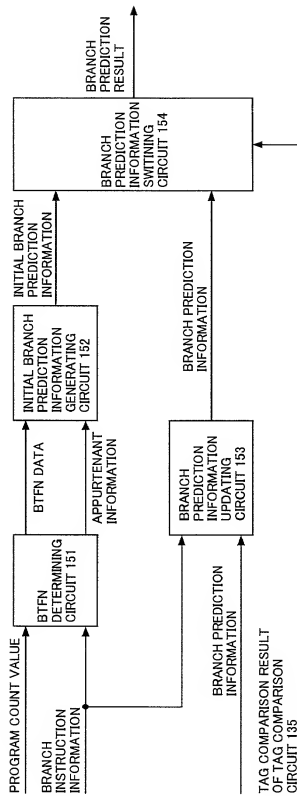 PROGRAM COUNT VALUE
BRANCH
INSTRUCTION
INFORMATION
BTFN
DETERMINING
CIRCUIT 151
BTFN DATA
APPURTENANT
INFORMATION
INITIAL BRANCH
PREDICTION
INFORMATION
GENERATING
CIRCUIT 152
INITIAL BRANCH
PREDICTION
INFORMATION
BRANCH
PREDICTION
INFORMATION
SWITINING
CIRCUIT 154
BRANCH
PREDICTION
RESULT
BRANCH PREDICTION
INFORMATION
BRANCH
PREDICTION
INFORMATION
UPDATING
CIRCUIT 153
BRANCH PREDICTION
INFORMATION
TAG COMPARISON RESULT
OF TAG COMPARISON
CIRCUIT 135